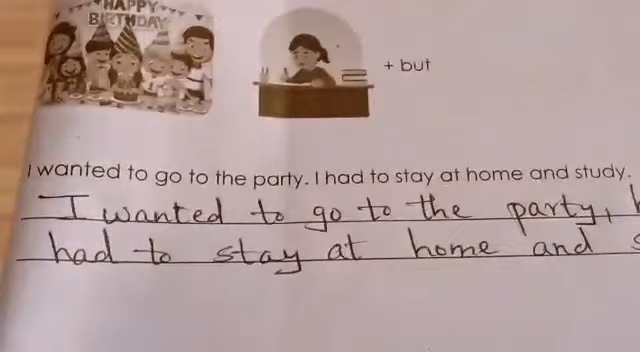 HAPPY
BIRTHDAY
+ but
I wanted to go to the party. I had to stay at home and study.
I wanted to go to the party,
had to stay at home and